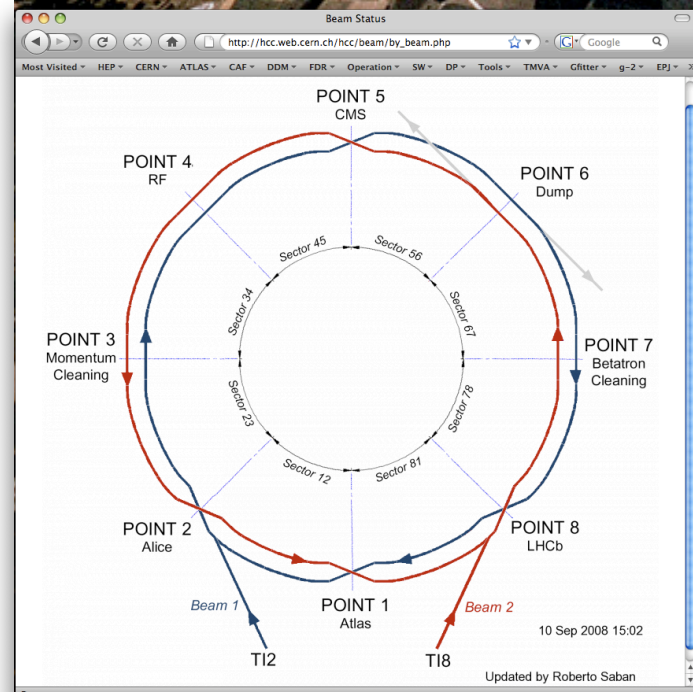 Beam Status
http://hcc.web.cern.ch/hcc/beam/by_beam.php
Google
Most Visited HEP CERN ATLAS CAF DDM FDR Operation SW DP Tools TMVA Gfitter g-2 EPJ
POINT 5
CMS
POINT 4
RF
POINT 6
Dump
Sector 45
Sector 56
Sector 34
Sector 67
POINT 3
Momentum
Cleaning
POINT 7
Betatron
Cleaning
Sector 23
Sector 78
Sector 12
Sector 81
POINT 2
Alice
POINT 8
LHCb
Beam 1
POINT 1
Atlas
Beam 2
10 Sep 2008 15:02
TI2
TI8
Updated by Roberto Saban